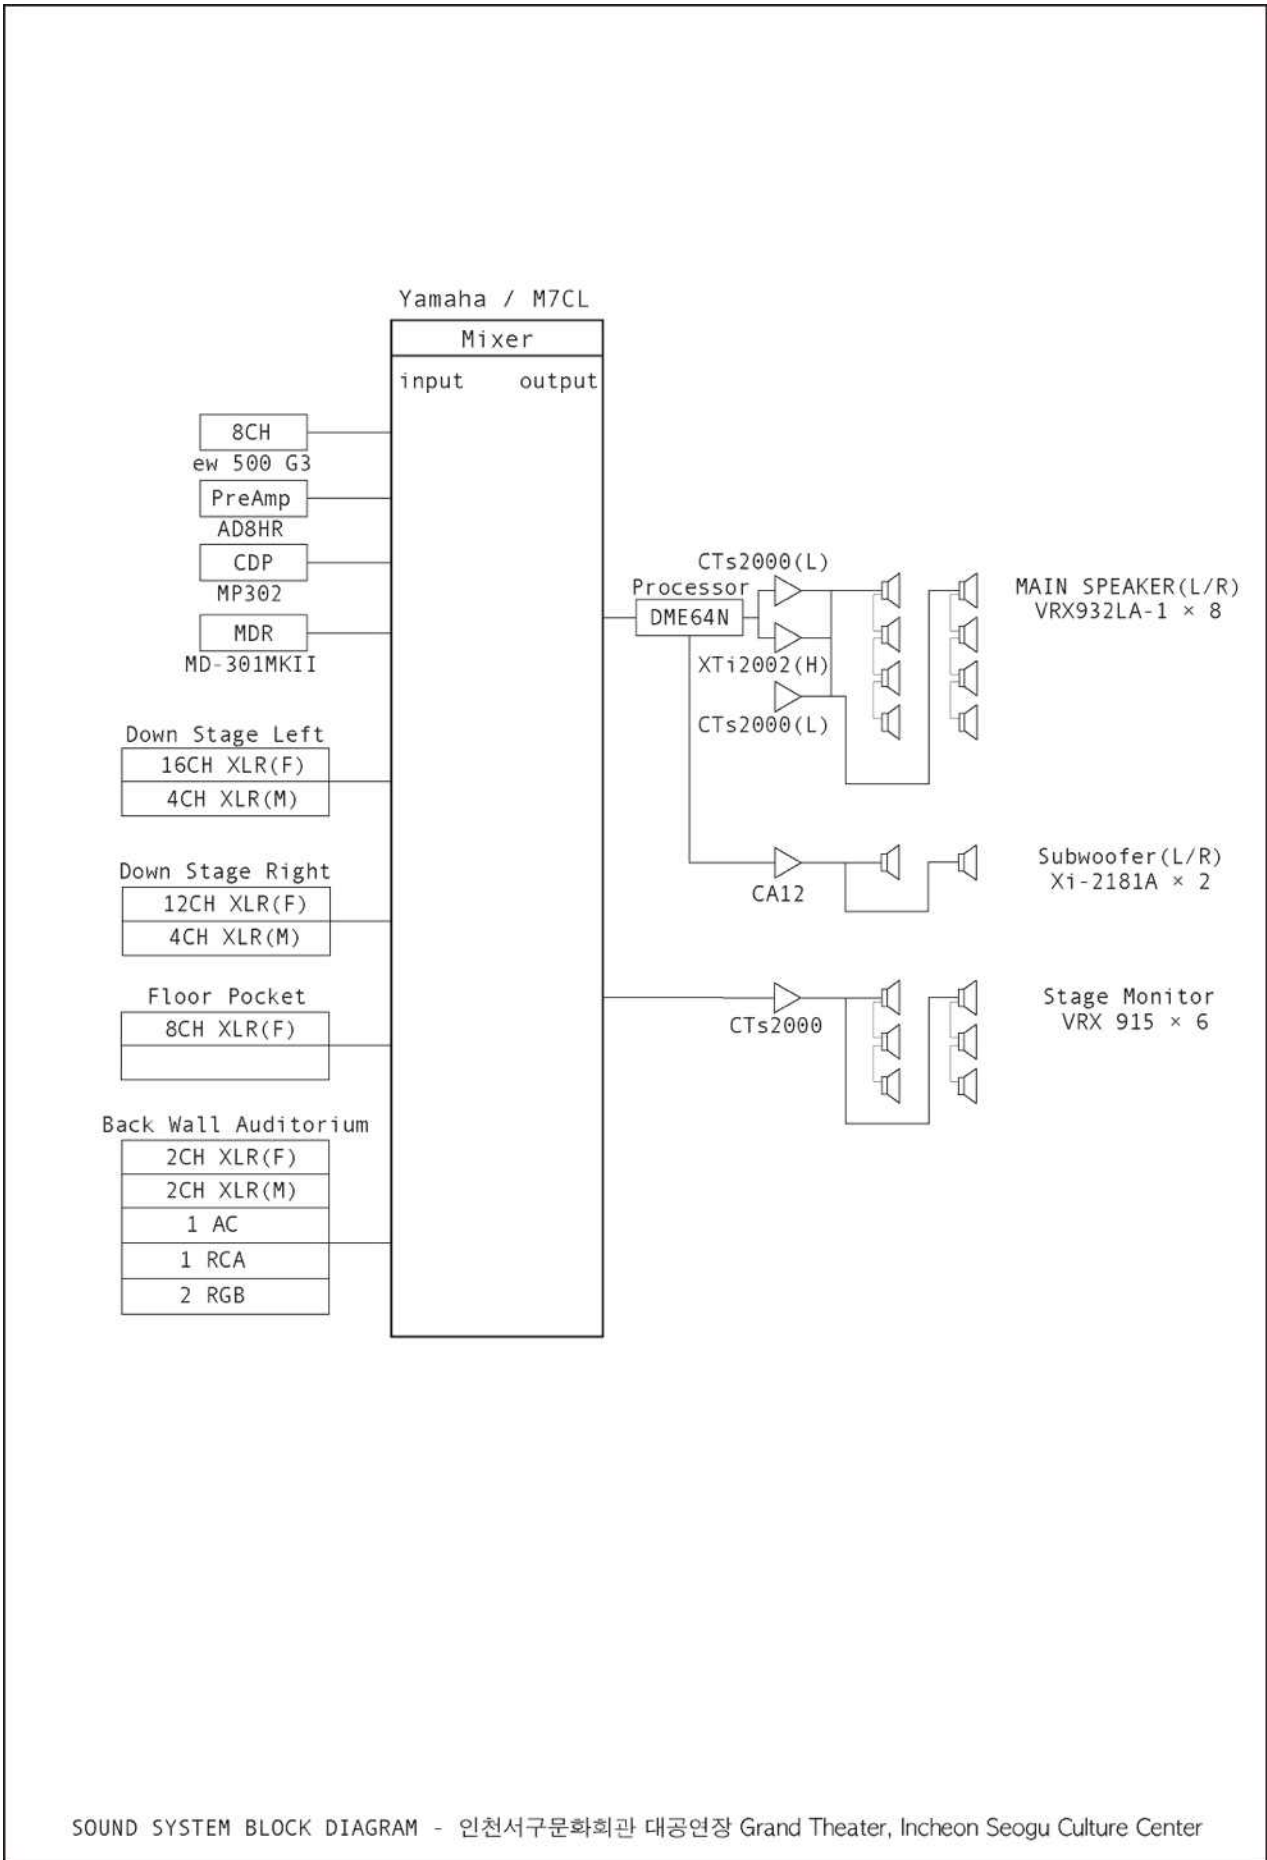 Yamaha / M7CL
Mixer
input output
8CH
ew 500 G3
PreAmp
AD8HR
CDP
MP302
MDR
MD-301MKII
Down Stage Left
16CH XLR(F)
4CH XLR(M)
Down Stage Right
12CH XLR(F)
4CH XLR(M)
Floor Pocket
8CH XLR(F)
Back Wall Auditorium
2CH XLR(F)
2CH XLR(M)
1 AC
1 RCA
2 RGB
Processor
DME64N
CTs2000(L)
XTi2002(H)
CTs2000(L)
MAIN SPEAKER(L/R)
VRX932LA-1 × 8
CA12
Subwoofer(L/R)
Xi-2181A × 2
CTs2000
Stage Monitor
VRX 915 × 6
SOUND SYSTEM BLOCK DIAGRAM - 인천서구문화회관 대공연장 Grand Theater, Incheon Seogu Culture Center